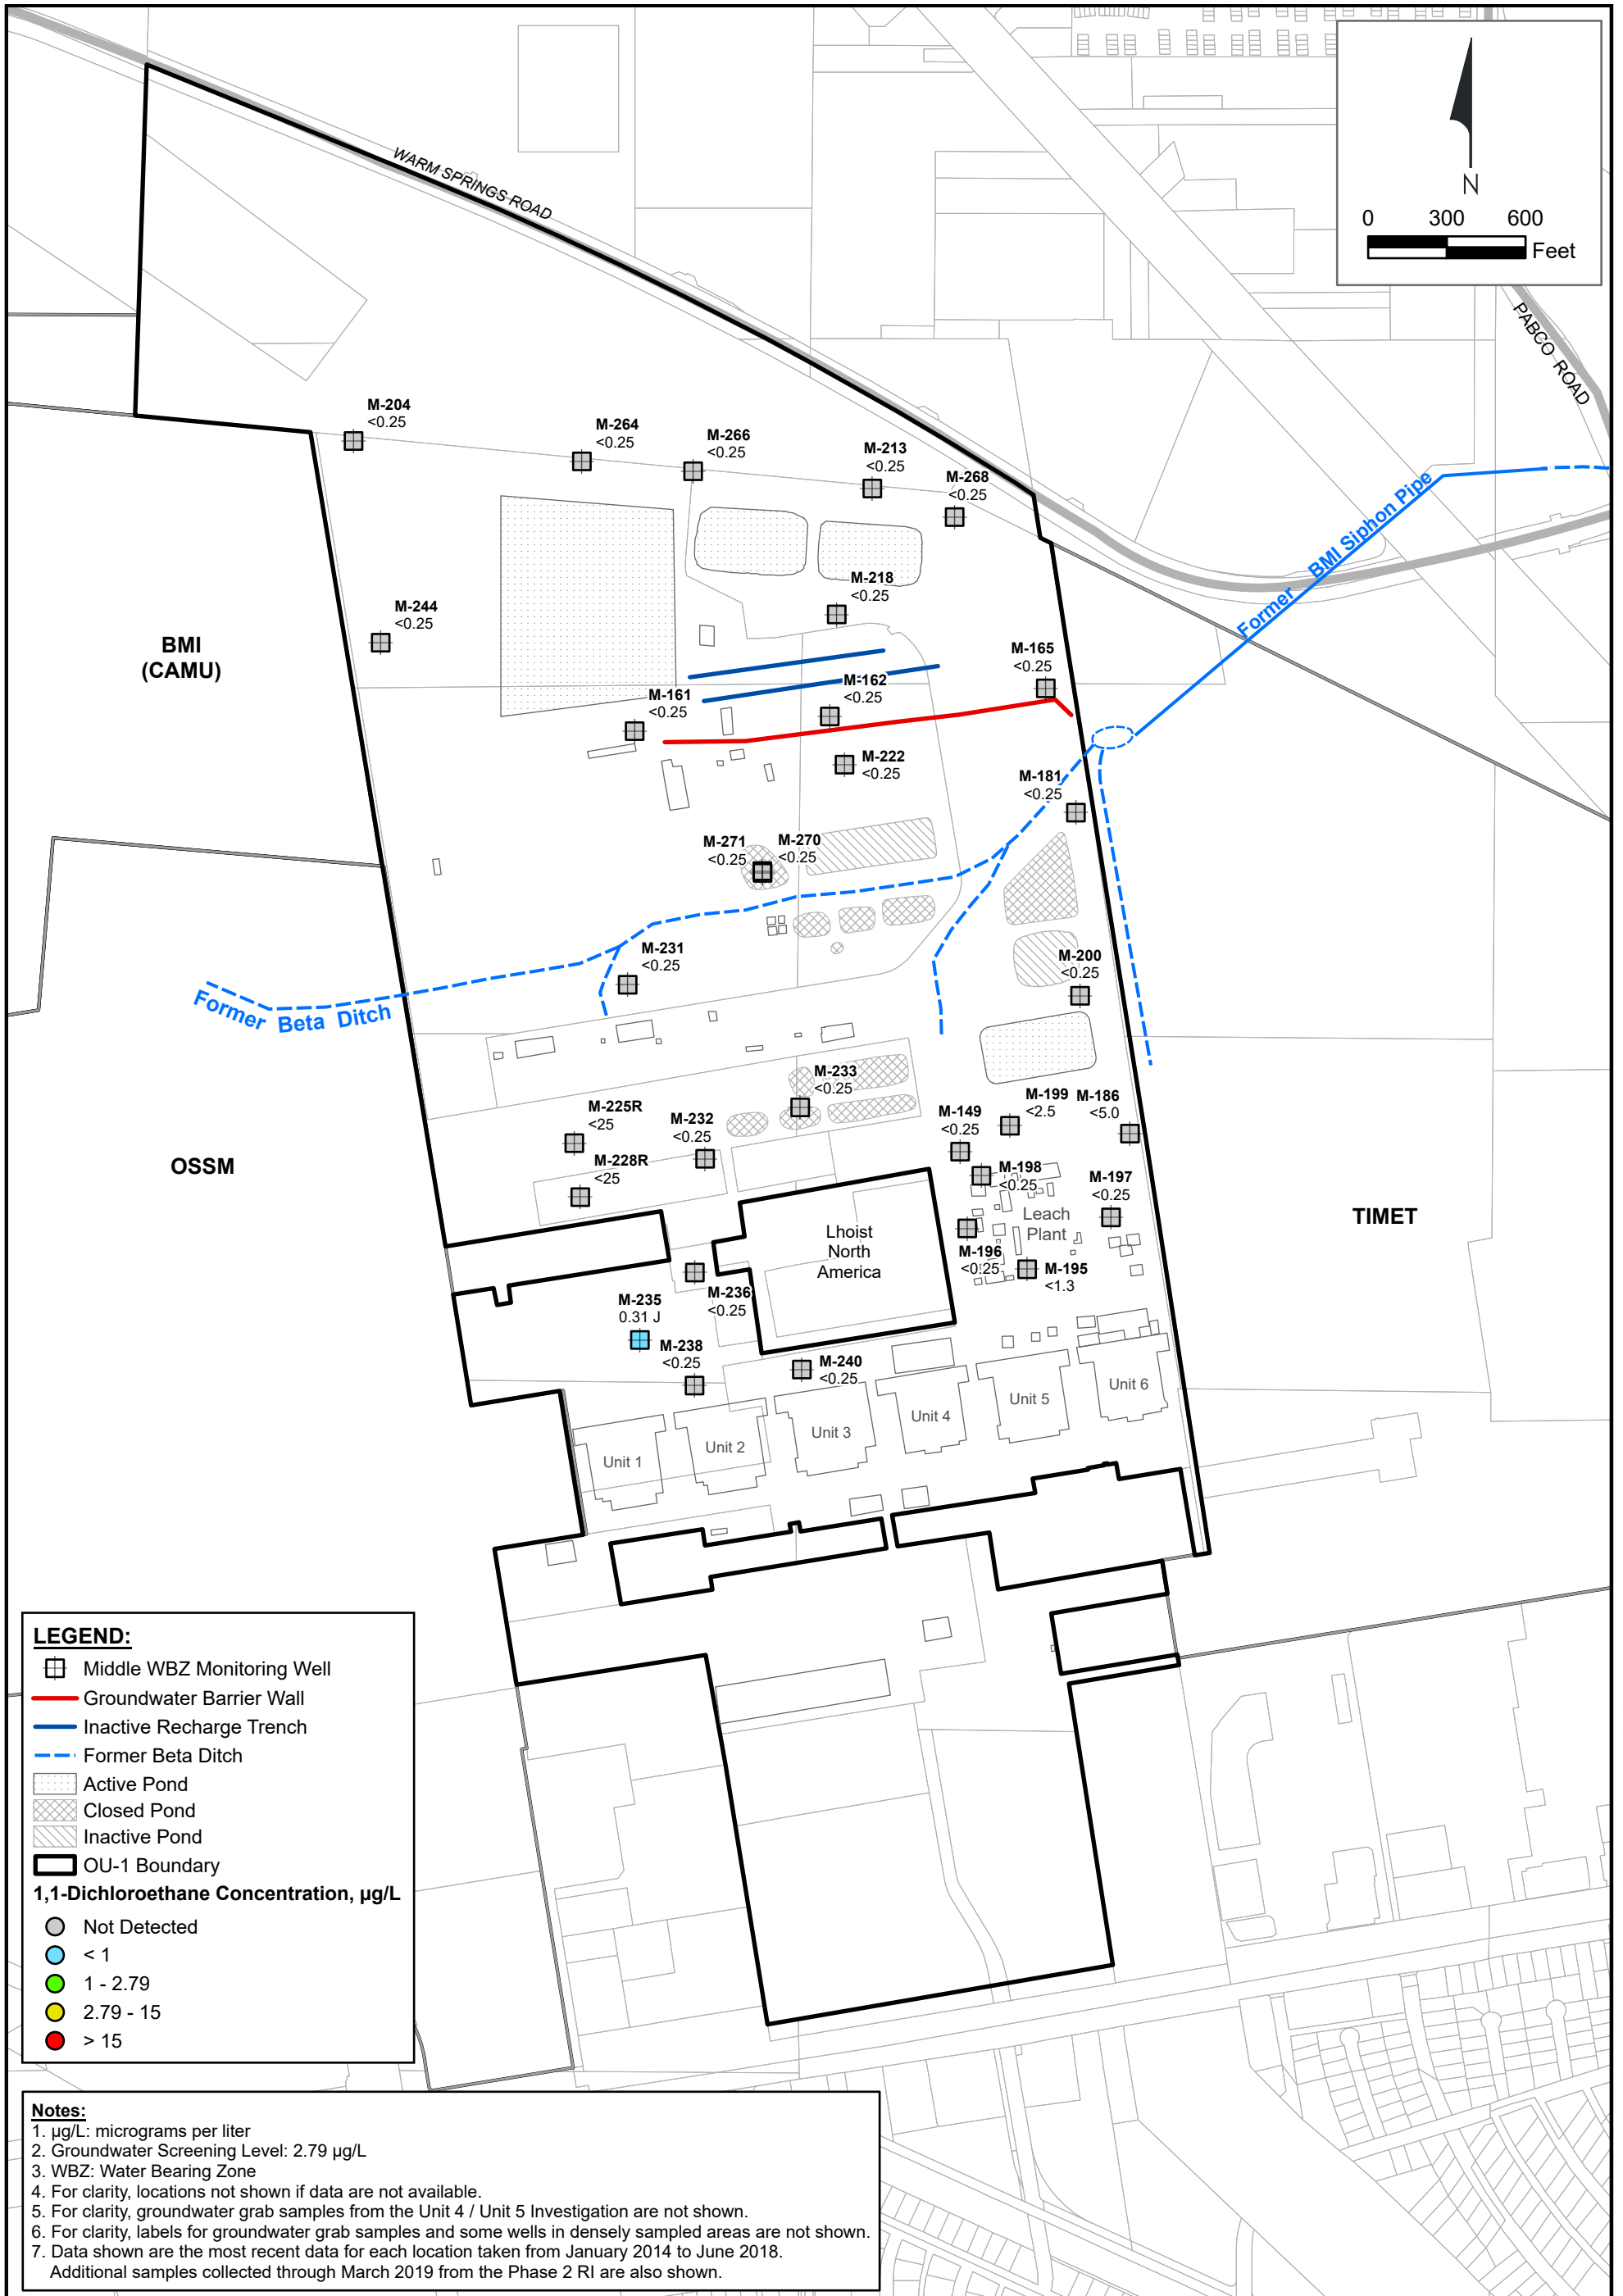 WARM SPRINGS ROAD
N
0 300 600
Feet
PABCO ROAD
M-204
<0.25
M-264
<0.25
M-266
<0.25
M-213
<0.25
M-268
<0.25
Former BMI Siphon Pipe
M-218
<0.25
M-244
<0.25
BMI
(CAMU)
M-165
<0.25
M-161
<0.25
M-162
<0.25
M-222
<0.25
M-181
<0.25
M-271
<0.25
M-270
<0.25
M-231
<0.25
M-200
<0.25
Former Beta Ditch
M-233
<0.25
M-225R
<25
M-232
<0.25
M-149
<0.25
M-199
<2.5
M-186
<5.0
OSSM
M-228R
<25
M-198
<0.25
M-197
<0.25
TIMET
Lhoist
North
America
Leach
Plant
M-196
<0.25
M-195
<1.3
M-236
<0.25
M-235
0.31 J
M-238
<0.25
M-240
<0.25
Unit 1
Unit 2
Unit 3
Unit 4
Unit 5
Unit 6
LEGEND:
Middle WBZ Monitoring Well
Groundwater Barrier Wall
Inactive Recharge Trench
Former Beta Ditch
Active Pond
Closed Pond
Inactive Pond
OU-1 Boundary
1,1-Dichloroethane Concentration, µg/L
Not Detected
< 1
1 - 2.79
2.79 - 15
> 15
Notes:
1. µg/L: micrograms per liter
2. Groundwater Screening Level: 2.79 µg/L
3. WBZ: Water Bearing Zone
4. For clarity, locations not shown if data are not available.
5. For clarity, groundwater grab samples from the Unit 4 / Unit 5 Investigation are not shown.
6. For clarity, labels for groundwater grab samples and some wells in densely sampled areas are not shown.
7. Data shown are the most recent data for each location taken from January 2014 to June 2018.
Additional samples collected through March 2019 from the Phase 2 RI are also shown.